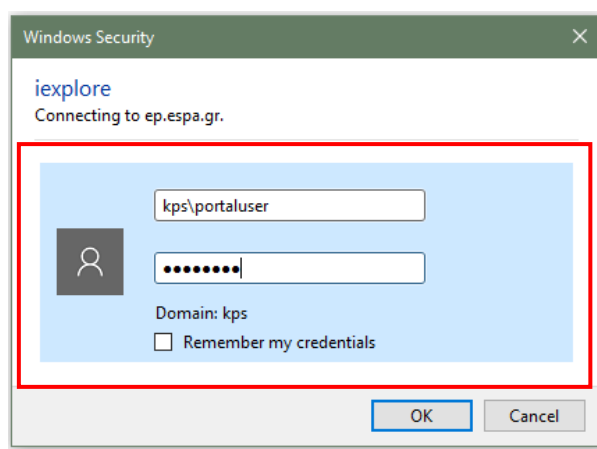 Windows Security
iexplore
Connecting to ep.espa.gr.
kps\portaluser
●●●●●●●●
Domain: kps
Remember my credentials
OK
Cancel